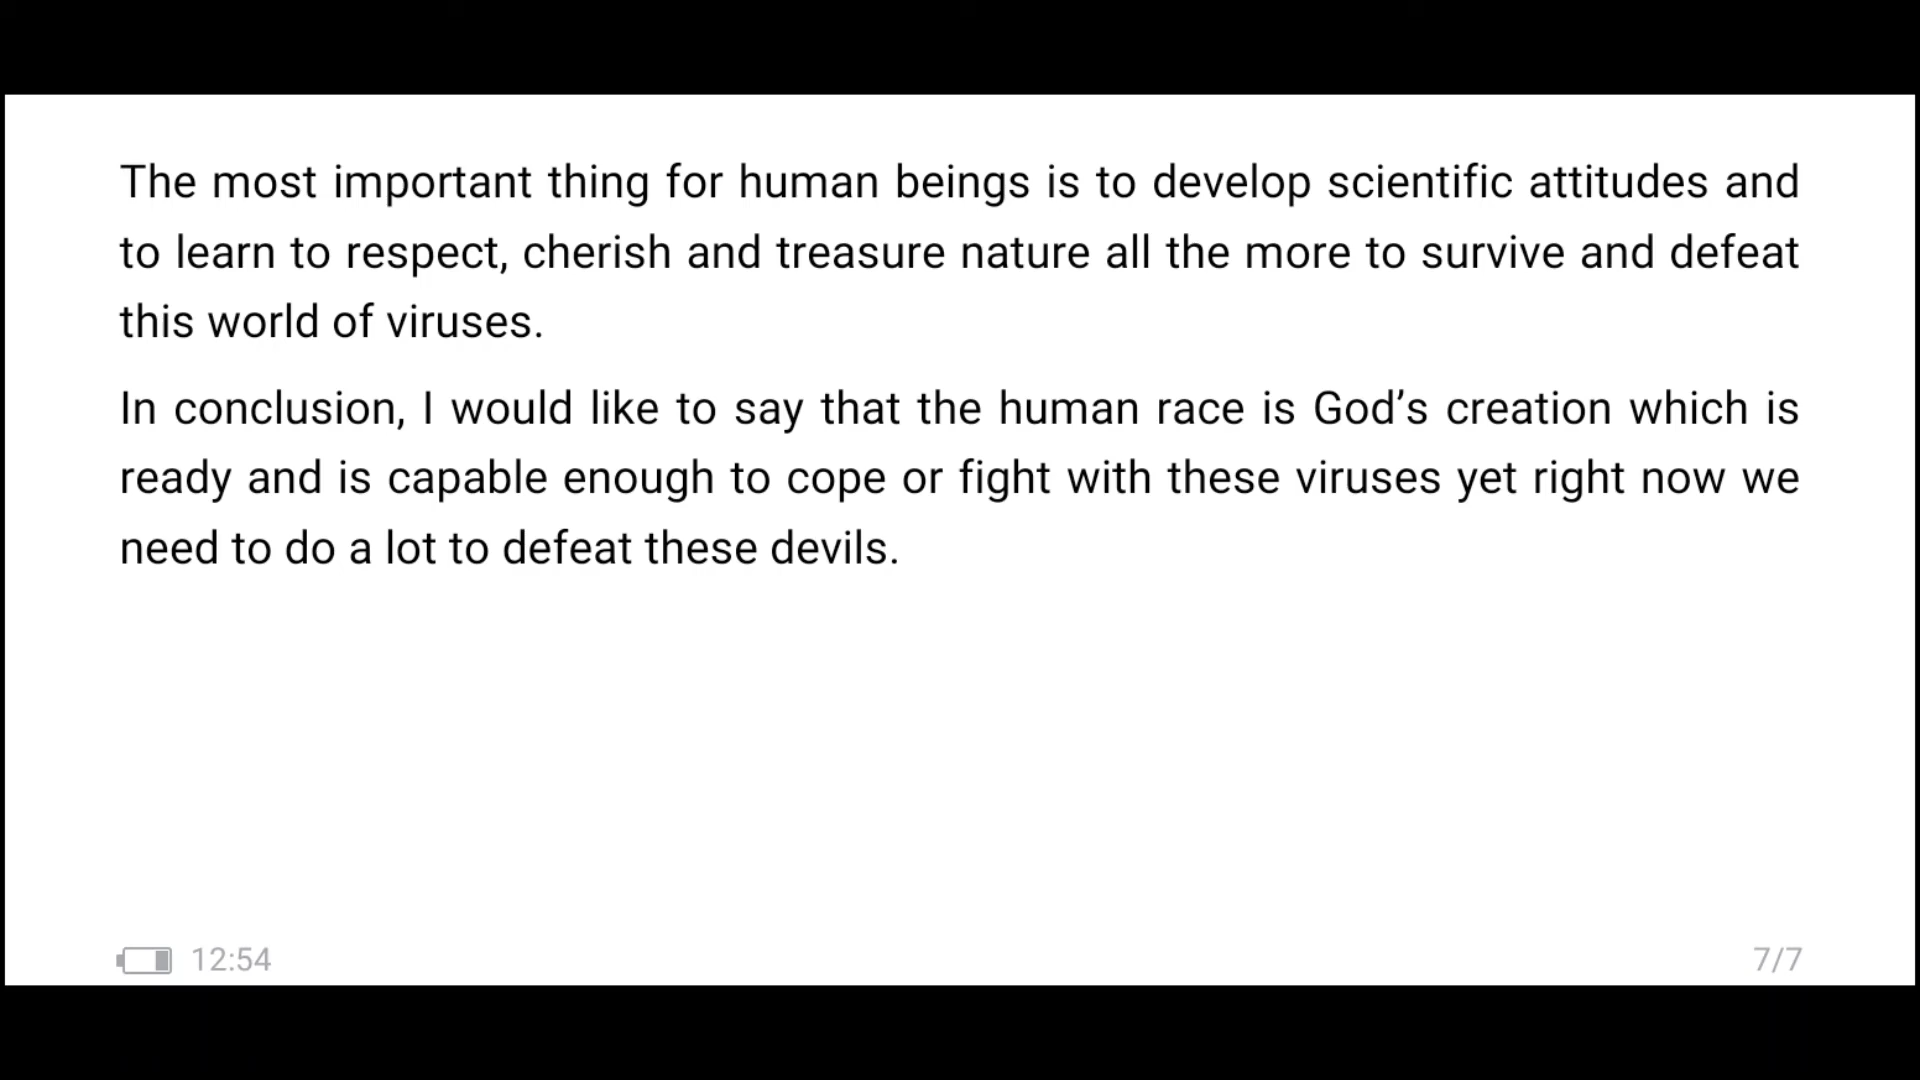 The most important thing for human beings is to develop scientific attitudes and
to learn to respect, cherish and treasure nature all the more to survive and defeat
this world of viruses.
In conclusion, I would like to say that the human race is God’s creation which is
ready and is capable enough to cope or fight with these viruses yet right now we
need to do a lot to defeat these devils.
12:54
7/7